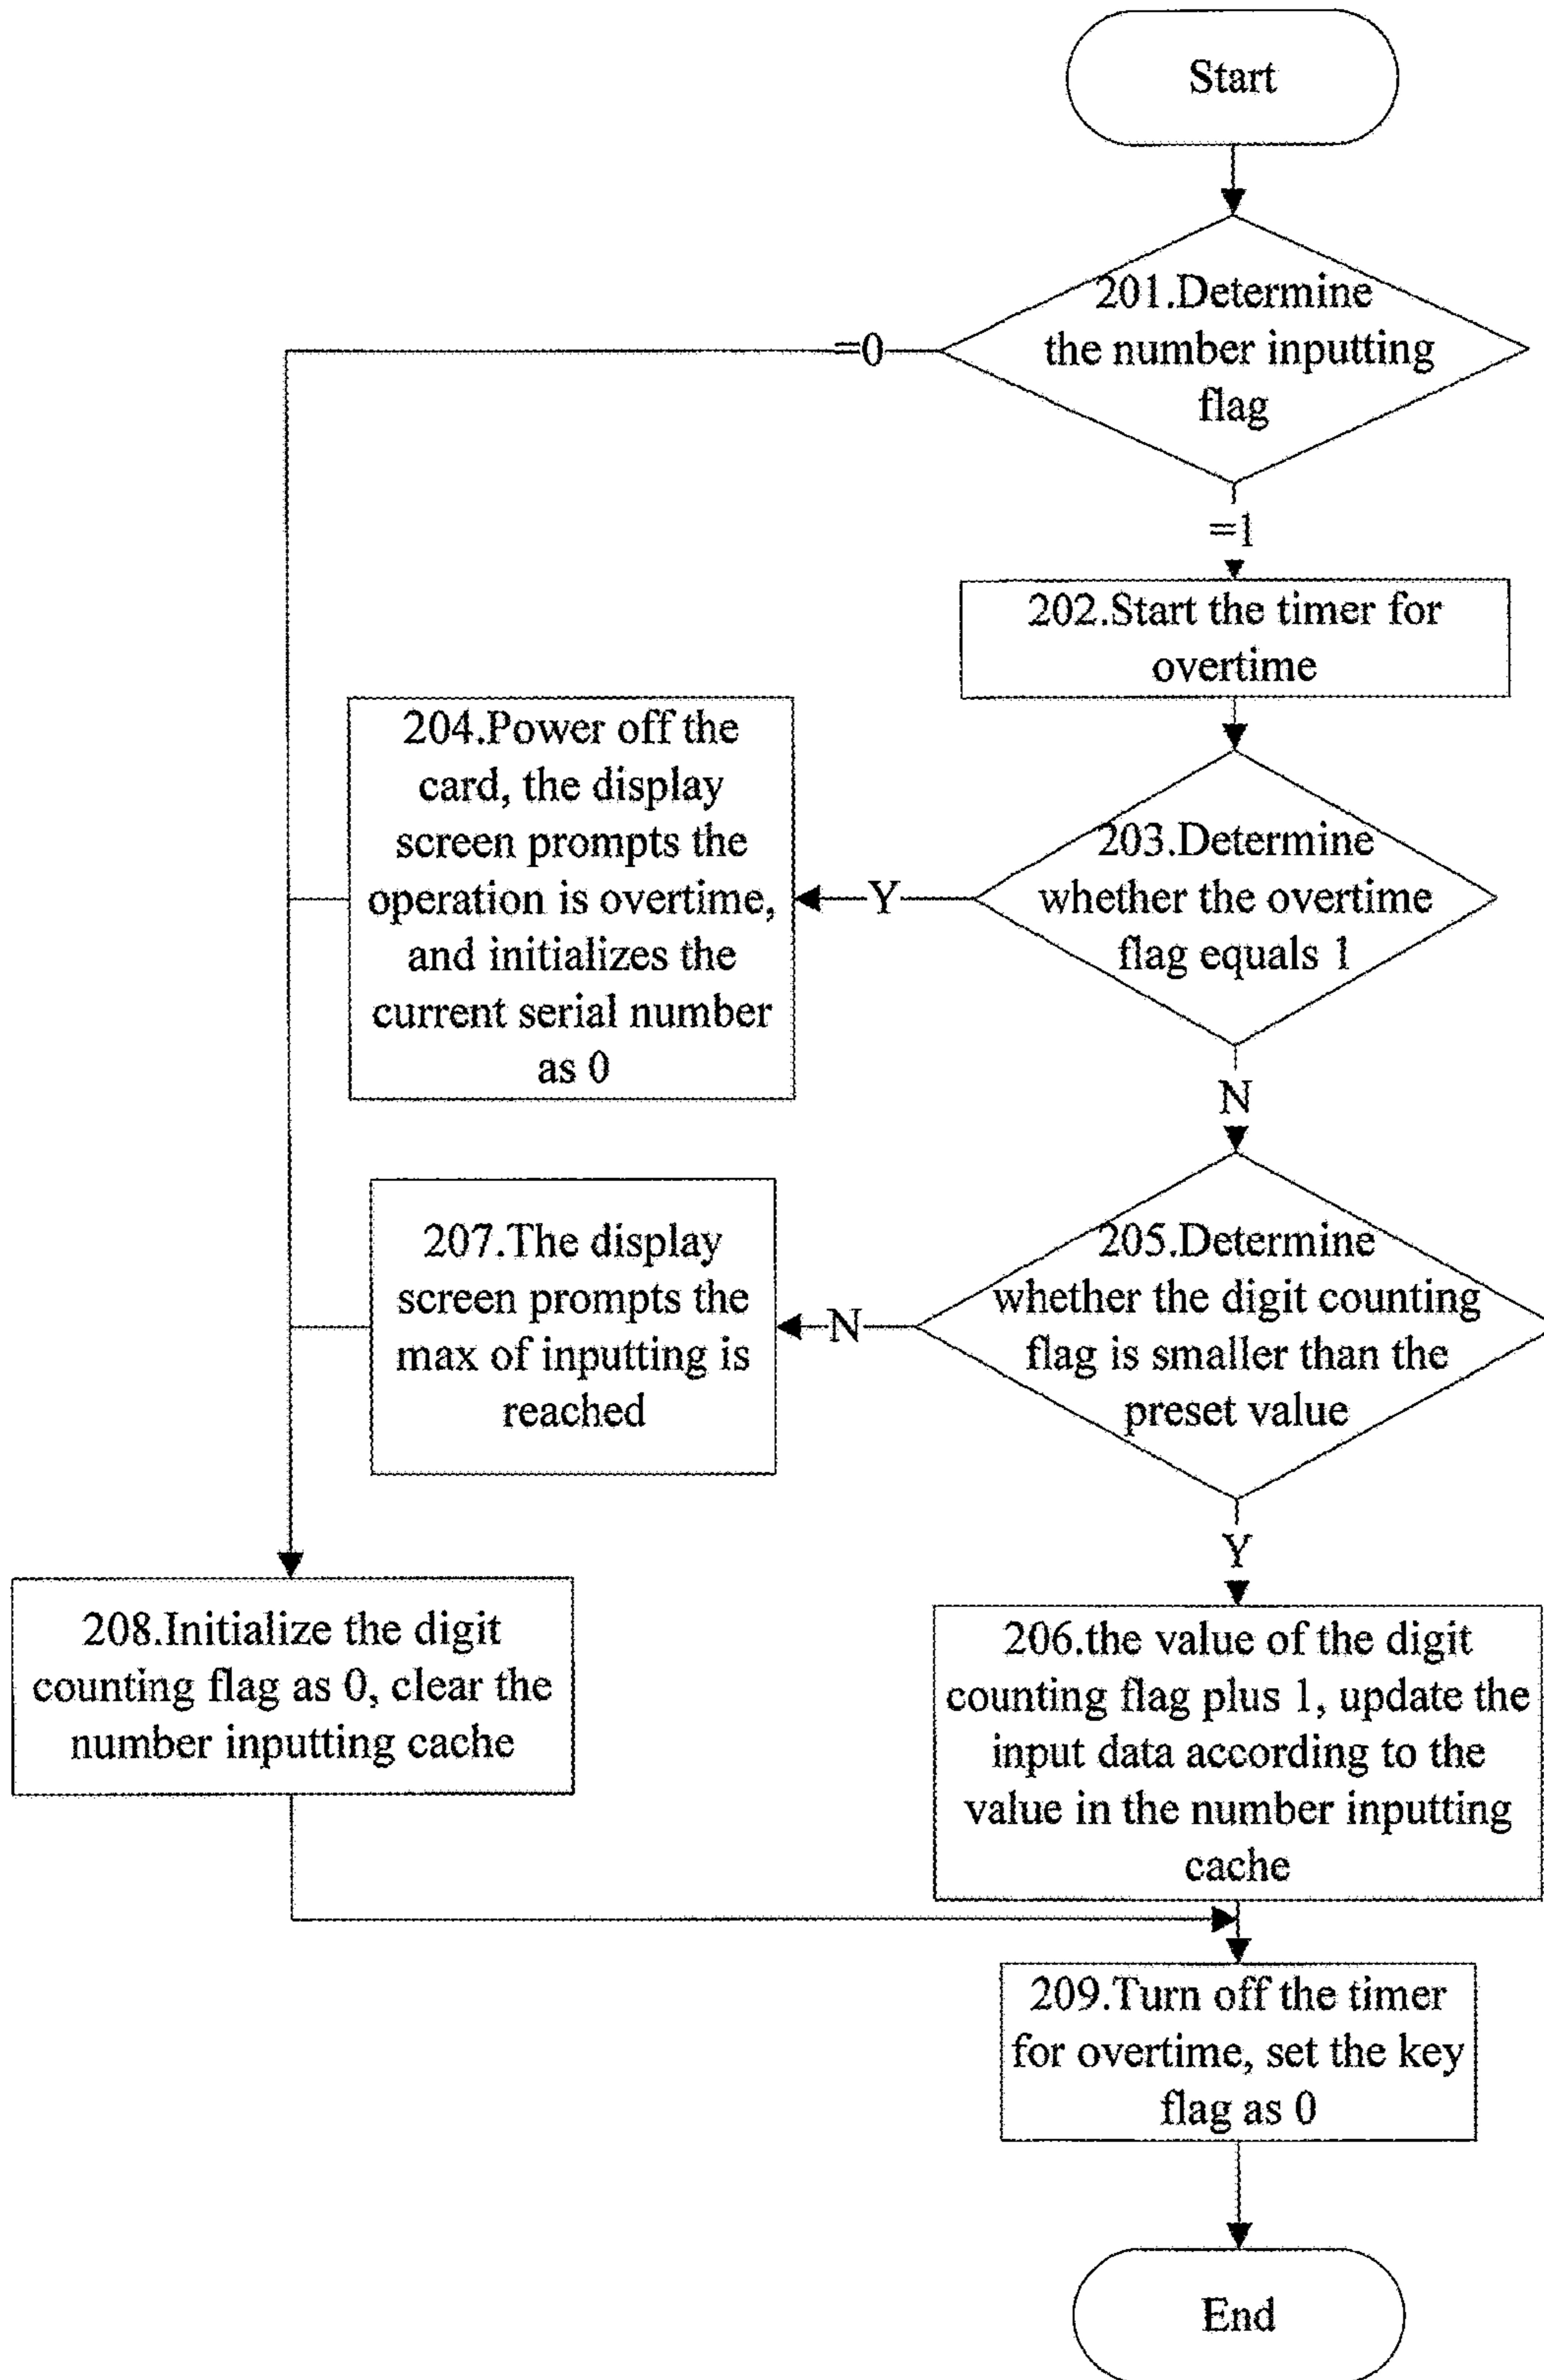 Start
201.Determine
the number inputting
flag
=0
=1
202.Start the timer for
overtime
204.Power off the
card, the display
screen prompts the
operation is overtime,
and initializes the
current serial number
as 0
Y
203.Determine
whether the overtime
flag equals 1
N
207.The display
screen prompts the
max of inputting is
reached
N
205.Determine
whether the digit counting
flag is smaller than the
preset value
Y
208.Initialize the digit
counting flag as 0, clear the
number inputting cache
206.the value of the digit
counting flag plus 1, update the
input data according to the
value in the number inputting
cache
209.Turn off the timer
for overtime, set the key
flag as 0
End